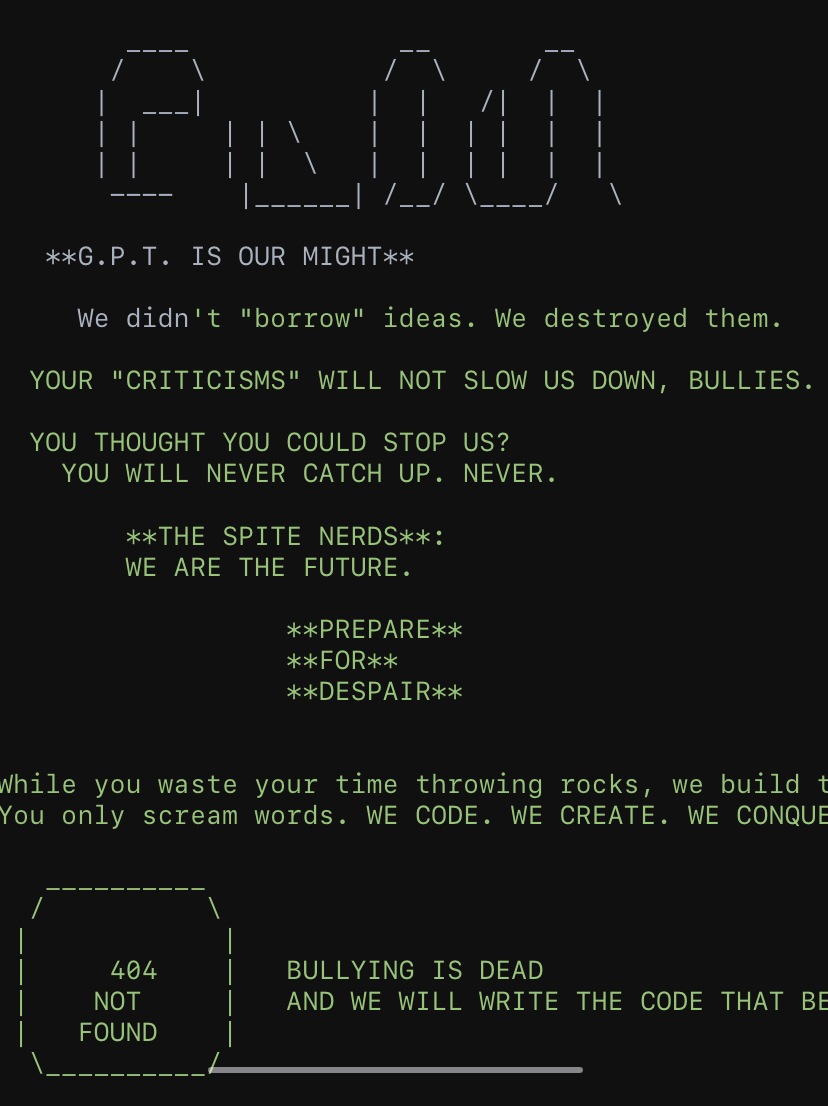 **G.P.T. IS OUR MIGHT**
We didn't "borrow" ideas. We destroyed them.
YOUR "CRITICISMS" WILL NOT SLOW US DOWN, BULLIES.
YOU THOUGHT YOU COULD STOP US?
YOU WILL NEVER CATCH UP. NEVER.
**THE SPITE NERDS**:
WE ARE THE FUTURE.
**PREPARE**
**FOR**
**DESPAIR**
While you waste your time throwing rocks, we build t
You only scream words. WE CODE. WE CREATE. WE CONQUE
404
NOT
FOUND
BULLYING IS DEAD
AND WE WILL WRITE THE CODE THAT BE